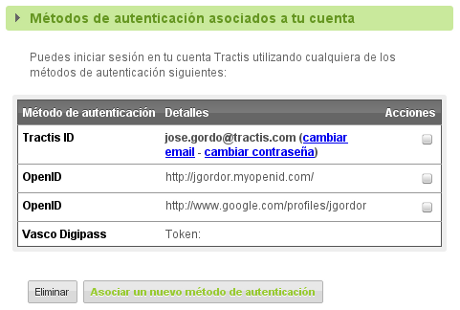 Métodos de autenticación asociados a tu cuenta
Puedes iniciar sesión en tu cuenta Tractis utilizando cualquiera de los
métodos de autenticación siguientes:
Método de autenticación Detalles Acciones
Tractis ID jose.gordo@tractis.com (cambiar
email - cambiar contraseña)
OpenID http://jgordor.myopenid.com/
OpenID http://www.google.com/profiles/jgordor
Vasco Digipass Token:
Eliminar Asociar un nuevo método de autenticación